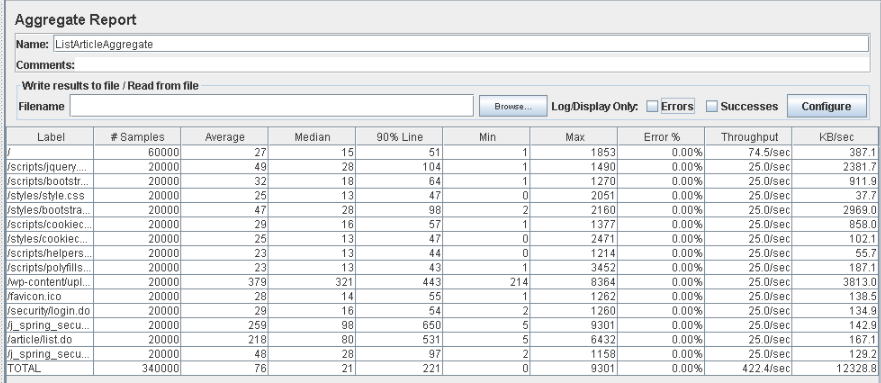 Aggregate Report
Name: ListArticleAggregate
Comments:
Write results to file / Read from file
Filename Browse... Log/Display Only: Errors Successes Configure
Label # Samples Average Median 90% Line Min Max Error % Throughput KB/sec
/ 60000 27 15 51 1 1853 0.00% 74.5/sec 387.1
/scripts/jquery.... 20000 49 28 104 1 1490 0.00% 25.0/sec 2381.7
/scripts/bootstr... 20000 32 18 64 1 1270 0.00% 25.0/sec 911.9
/styles/style.css 20000 25 13 47 0 2051 0.00% 25.0/sec 37.7
/styles/bootstra... 20000 47 28 98 2 2160 0.00% 25.0/sec 2969.0
/scripts/cookiec... 20000 29 16 57 1 1377 0.00% 25.0/sec 858.0
/styles/cookiec... 20000 25 13 47 0 2471 0.00% 25.0/sec 102.1
/scripts/helpers... 20000 23 13 44 0 1214 0.00% 25.0/sec 55.7
/scripts/polyfills... 20000 23 13 43 1 3452 0.00% 25.0/sec 187.1
/wp-content/upl... 20000 379 321 443 214 8364 0.00% 25.0/sec 3813.0
/favicon.ico 20000 28 14 55 1 1262 0.00% 25.0/sec 138.5
/security/login.do 20000 29 16 54 2 1260 0.00% 25.0/sec 134.9
/j_spring_secu... 20000 259 98 650 5 9301 0.00% 25.0/sec 142.9
/article/list.do 20000 218 80 531 5 6432 0.00% 25.0/sec 167.1
/j_spring_secu... 20000 48 28 97 2 1158 0.00% 25.0/sec 129.2
TOTAL 340000 76 21 221 0 9301 0.00% 422.4/sec 12328.8